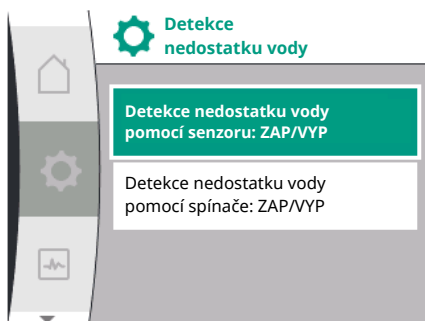 Detekce
nedostatku vody
Detekce nedostatku vody
pomocí senzoru: ZAP/VYP
Detekce nedostatku vody
pomocí spínače: ZAP/VYP